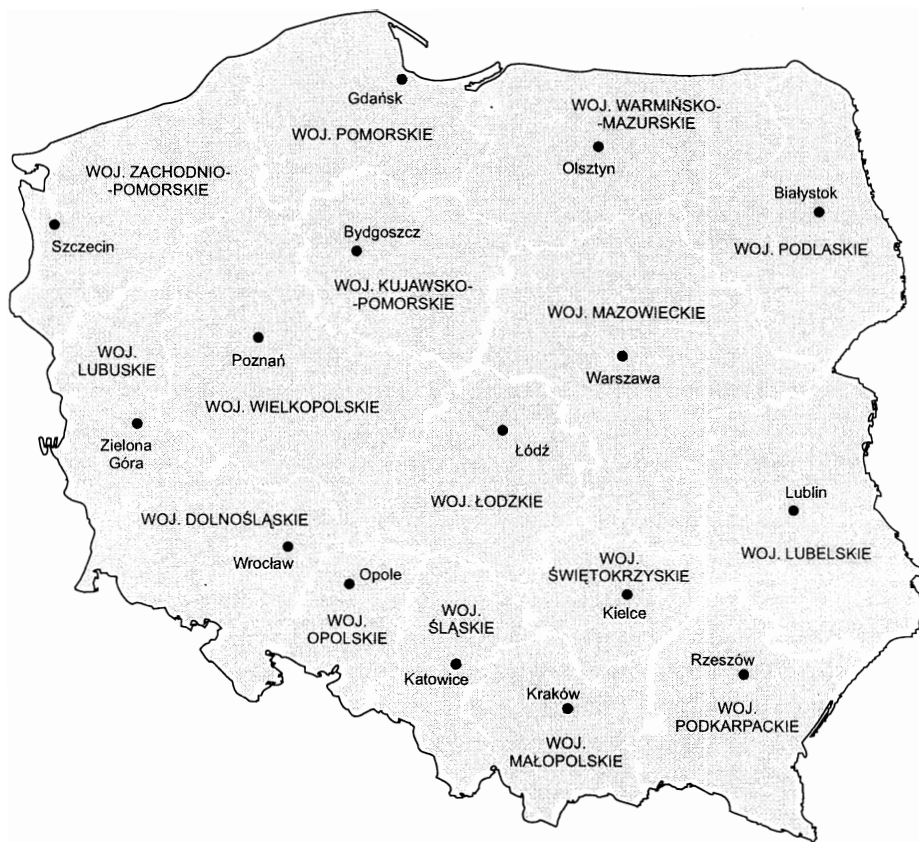 Gdańsk
WOJ. POMORSKIE
WOJ. WARMIŃSKO-
-MAZURSKIE
Olsztyn
WOJ. ZACHODNIO-
-POMORSKIE
Szczecin
Białystok
WOJ. PODLASKIE
Bydgoszcz
WOJ. KUJAWSKO-
-POMORSKIE
WOJ. MAZOWIECKIE
Warszawa
WOJ.
LUBUSKIE
Poznań
WOJ. WIELKOPOLSKIE
Zielona
Góra
Łódź
WOJ. ŁODZKIE
Lublin
WOJ. LUBELSKIE
WOJ. DOLNOŚLĄSKIE
Wrocław
Opole
WOJ.
OPOLSKIE
WOJ.
ŚLĄSKIE
Katowice
WOJ.
ŚWIĘTOKRZYSKIE
Kielce
Rzeszów
WOJ.
PODKARPACKIE
Kraków
WOJ.
MAŁOPOLSKIE